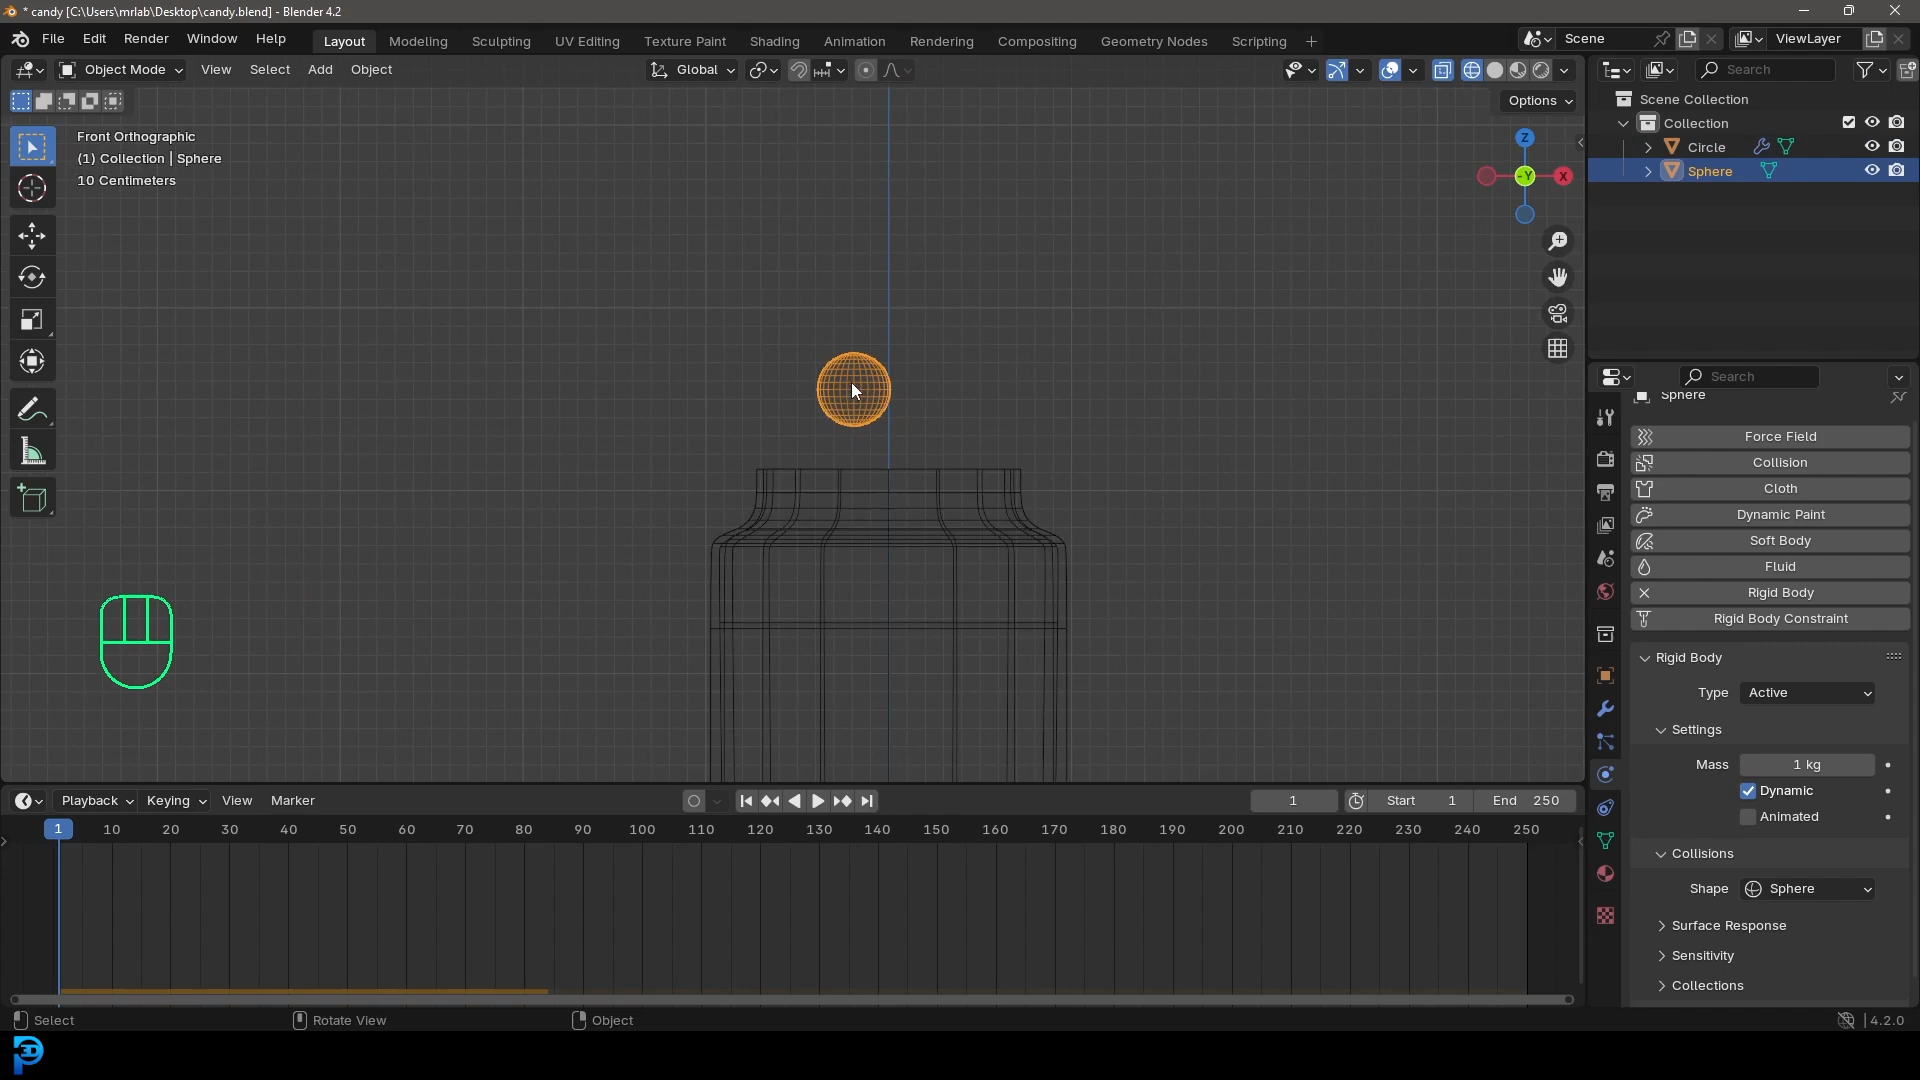 * candy [C:\Users\mrlab\Desktop\candy.blend] - Blender 4.2
File Edit Render Window Help
Layout Modeling Sculpting UV Editing Texture Paint Shading Animation Rendering Compositing Geometry Nodes Scripting +
Scene
ViewLayer
Object Mode View Select Add Object
Global
Search
Options
Front Orthographic
(1) Collection | Sphere
10 Centimeters
Z
-Y
X
Scene Collection
Collection
Circle
Sphere
Search
Sphere
Force Field
Collision
Cloth
Dynamic Paint
Soft Body
Fluid
Rigid Body
Rigid Body Constraint
Rigid Body
Type Active
Settings
Mass 1 kg
Dynamic
Animated
Collisions
Shape Sphere
Surface Response
Sensitivity
Collections
Playback Keying View Marker
1 Start 1 End 250
1 10 20 30 40 50 60 70 80 90 100 110 120 130 140 150 160 170 180 190 200 210 220 230 240 250
Select Rotate View Object
4.2.0
3D